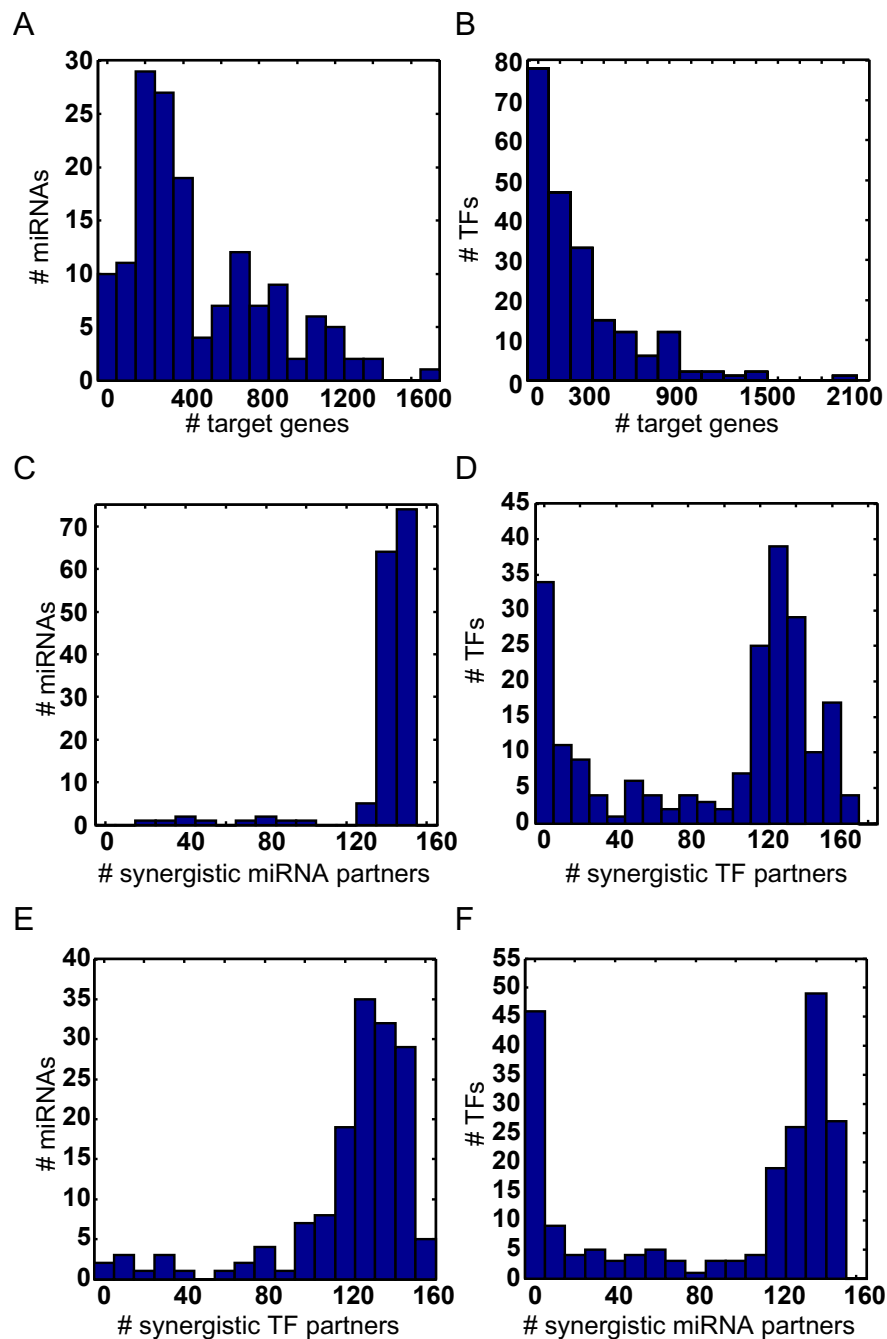 A
# miRNAs
30
25
20
15
10
5
0
0 400 800 1200 1600
# target genes
B
# TFs
80
70
60
50
40
30
20
10
0
0 300 900 1500 2100
# target genes
C
# miRNAs
70
60
50
40
30
20
10
0
0 40 80 120 160
# synergistic miRNA partners
D
# TFs
45
40
35
30
25
20
15
10
5
0
0 40 80 120 160
# synergistic TF partners
E
# miRNAs
40
35
30
25
20
15
10
5
0
0 40 80 120 160
# synergistic TF partners
F
# TFs
55
50
45
40
35
30
25
20
15
10
5
0
0 40 80 120 160
# synergistic miRNA partners